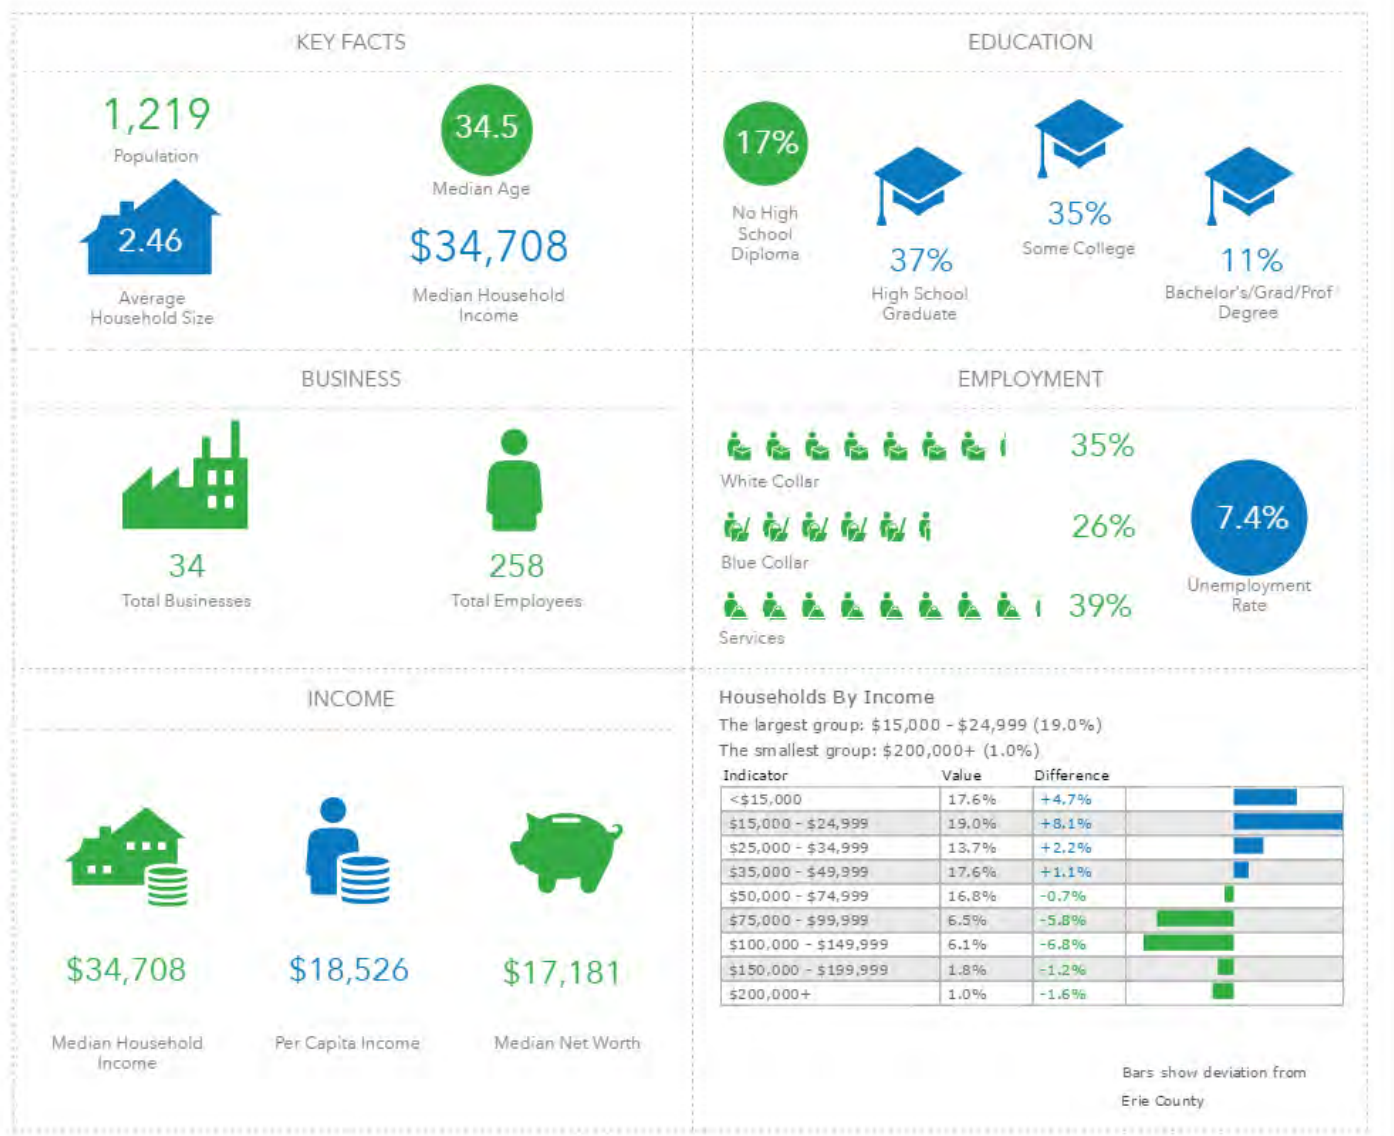 KEY FACTS
1,219
Population
34.5
Median Age
2.46
Average
Household Size
$34,708
Median Household
Income
EDUCATION
17%
No High
School
Diploma
37%
High School
Graduate
35%
Some College
11%
Bachelor's/Grad/Prof
Degree
BUSINESS
34
Total Businesses
258
Total Employees
EMPLOYMENT
35%
White Collar
26%
Blue Collar
39%
Services
7.4%
Unemployment
Rate
INCOME
$34,708
Median Household
Income
$18,526
Per Capita Income
$17,181
Median Net Worth
Households By Income
The largest group: $15,000 - $24,999 (19.0%)
The smallest group: $200,000+ (1.0%)
Indicator Value Difference
<$15,000 17.6% +4.7%
$15,000 - $24,999 19.0% +8.1%
$25,000 - $34,999 13.7% +2.2%
$35,000 - $49,999 17.6% +1.1%
$50,000 - $74,999 16.8% -0.7%
$75,000 - $99,999 6.5% -5.8%
$100,000 - $149,999 6.1% -6.8%
$150,000 - $199,999 1.8% -1.2%
$200,000+ 1.0% -1.6%
Bars show deviation from
Erie County